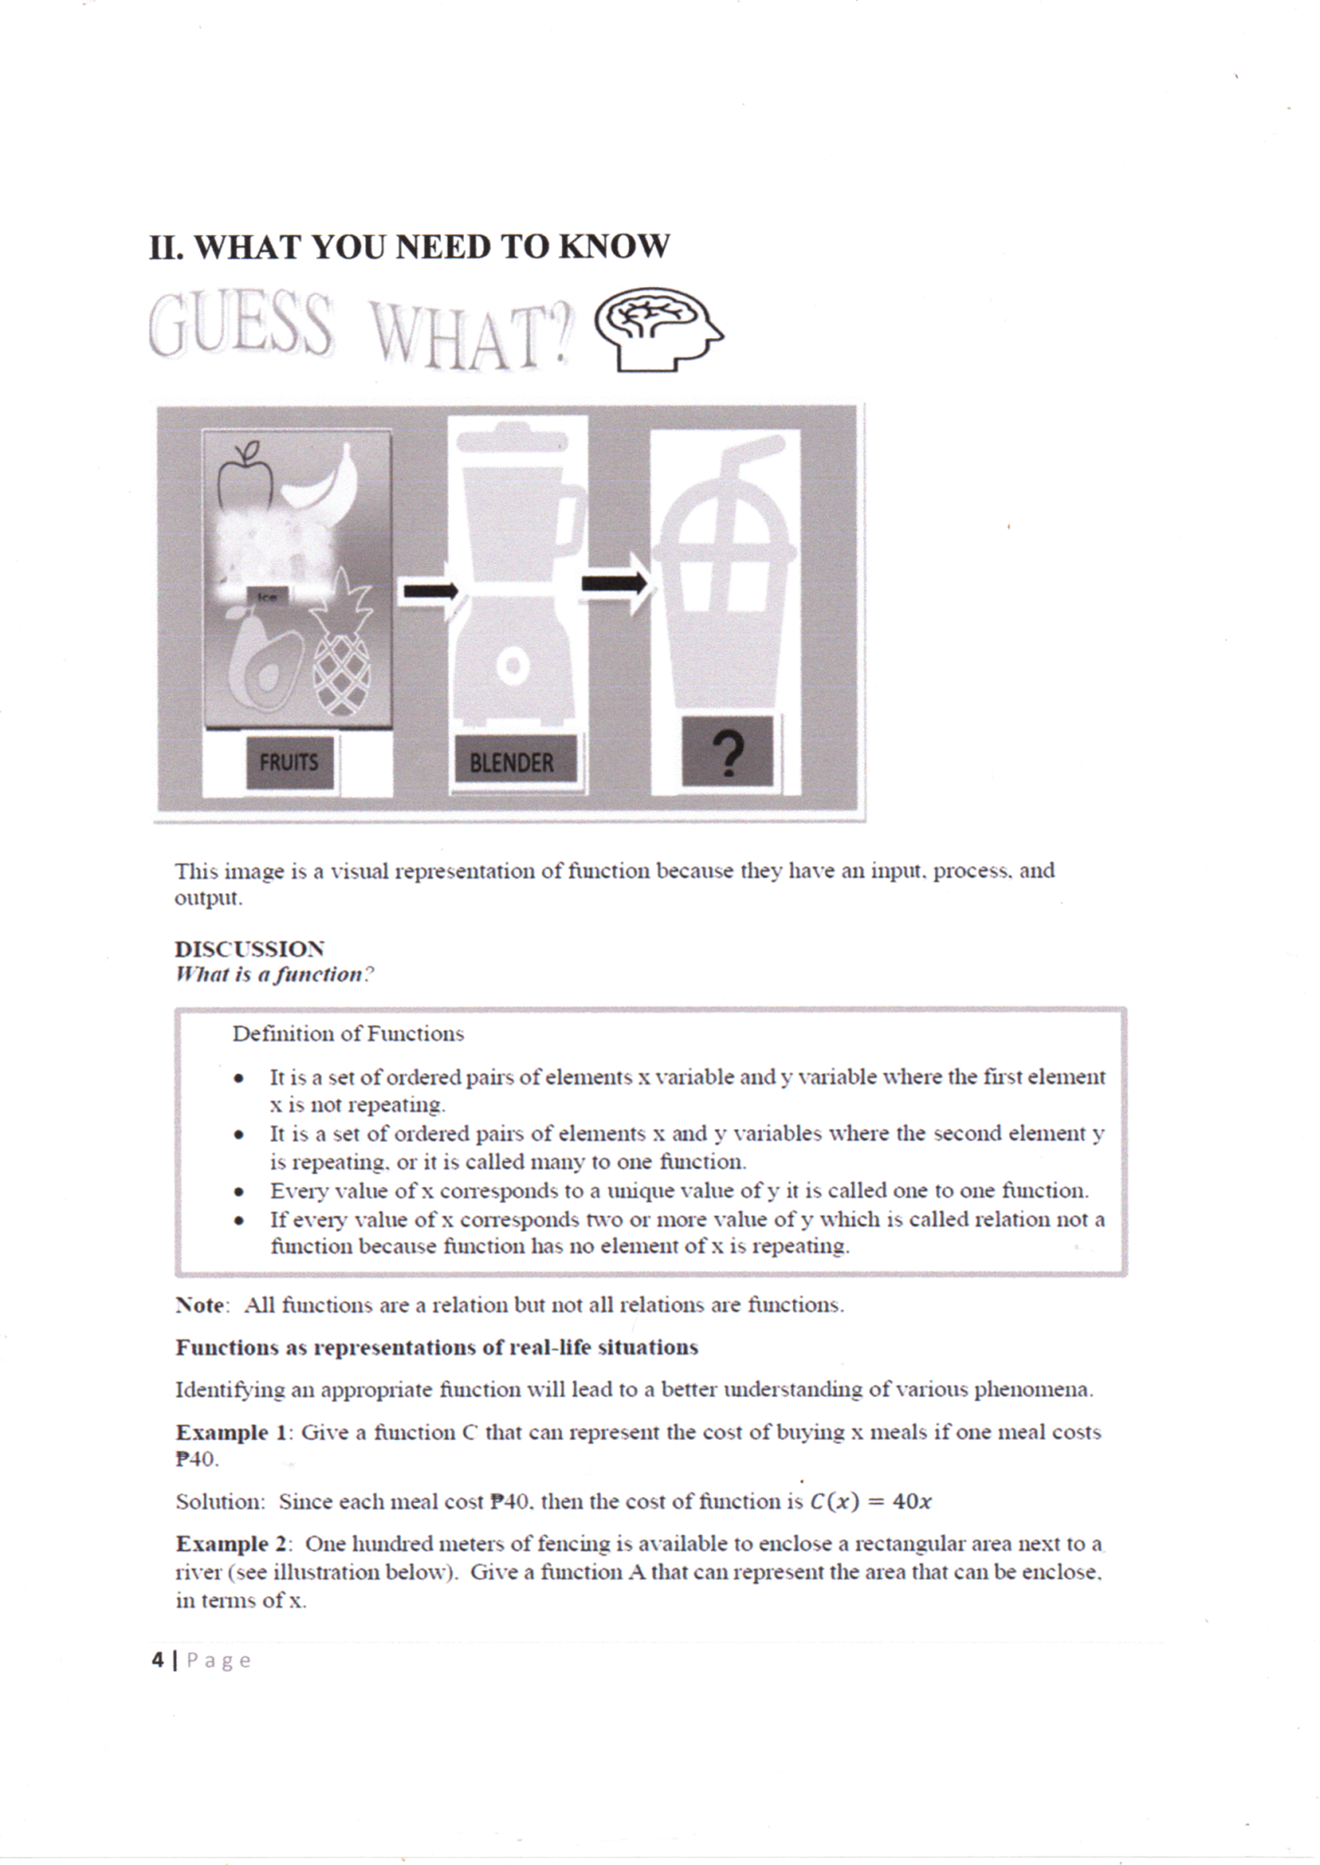 II. WHAT YOU NEED TO KNOW
GUESS WHAT?
Ice
FRUITS
BLENDER
?
This image is a visual representation of function because they have an input, process, and
output.
DISCUSSION
What is a function?
Definition of Functions
• It is a set of ordered pairs of elements x variable and y variable where the first element
x is not repeating.
• It is a set of ordered pairs of elements x and y variables where the second element y
is repeating, or it is called many to one function.
• Every value of x corresponds to a unique value of y it is called one to one function.
• If every value of x corresponds two or more value of y which is called relation not a
function because function has no element of x is repeating.
Note: All functions are a relation but not all relations are functions.
Functions as representations of real-life situations
Identifying an appropriate function will lead to a better understanding of various phenomena.
Example 1: Give a function C that can represent the cost of buying x meals if one meal costs
₱40.
Solution: Since each meal cost ₱40, then the cost of function is C(x) = 40x
Example 2: One hundred meters of fencing is available to enclose a rectangular area next to a
river (see illustration below). Give a function A that can represent the area that can be enclose,
in terms of x.
4 | Page